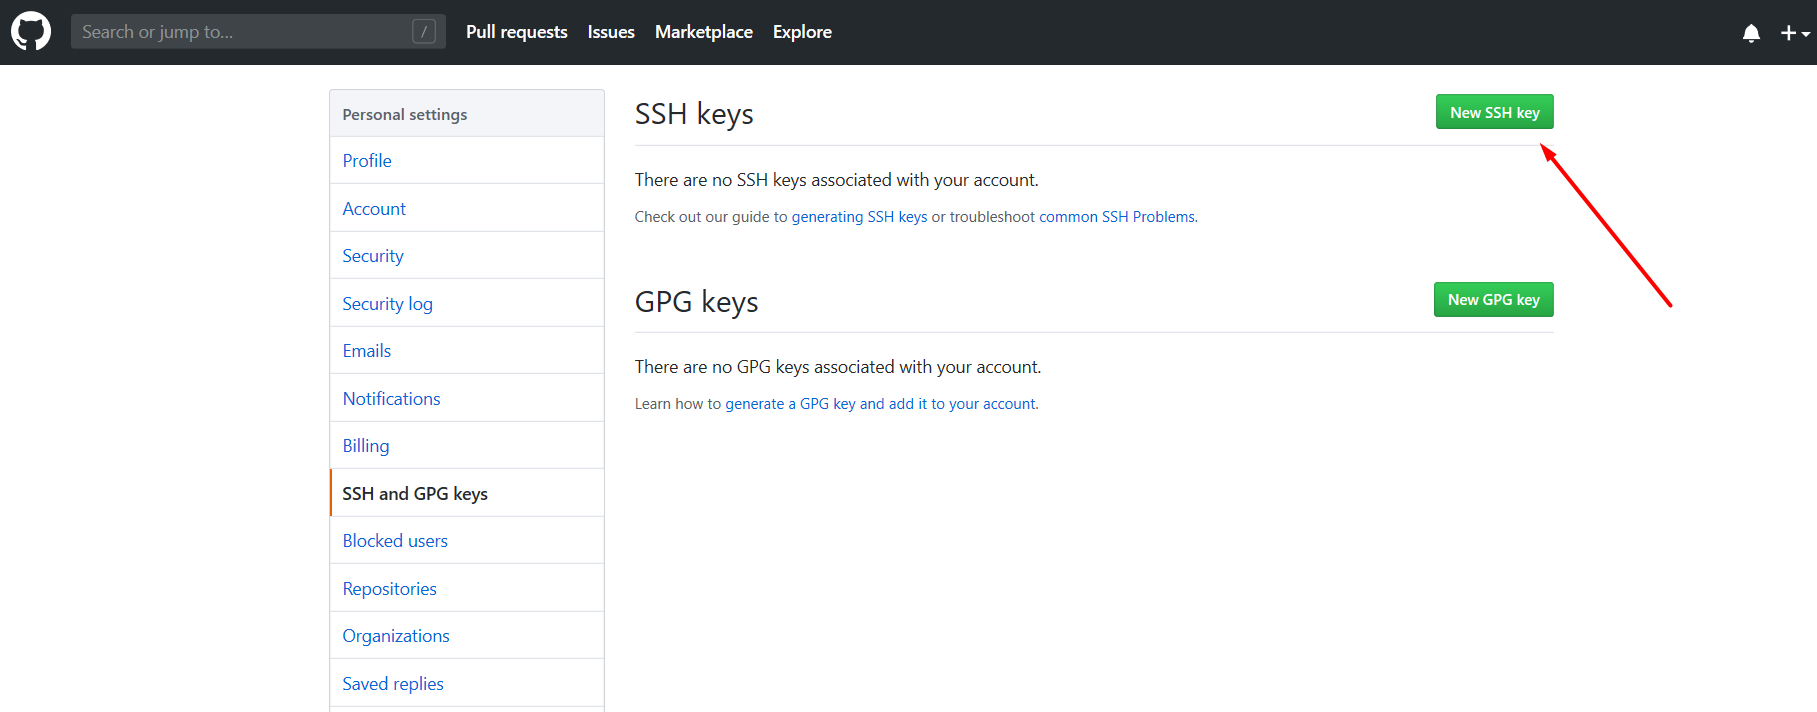 Search or jump to... /
Pull requests Issues Marketplace Explore
Personal settings
Profile
Account
Security
Security log
Emails
Notifications
Billing
SSH and GPG keys
Blocked users
Repositories
Organizations
Saved replies
SSH keys
New SSH key
There are no SSH keys associated with your account.
Check out our guide to generating SSH keys or troubleshoot common SSH Problems.
GPG keys
New GPG key
There are no GPG keys associated with your account.
Learn how to generate a GPG key and add it to your account.